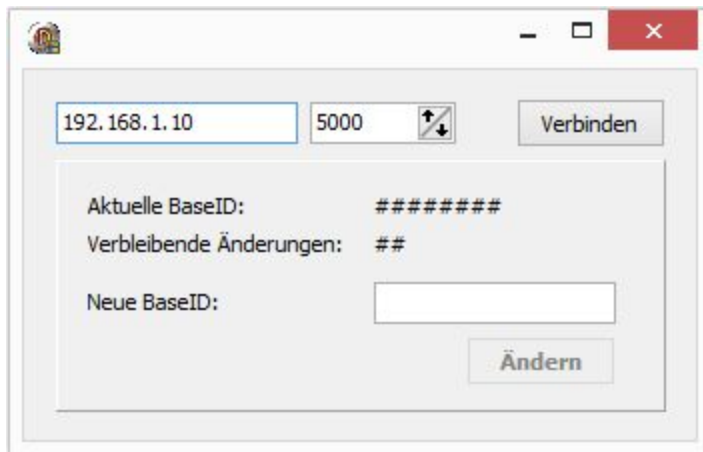 192.168.1.10 5000 Verbinden
Aktuelle BaseID: ########
Verbleibende Änderungen: ##
Neue BaseID:
Ändern